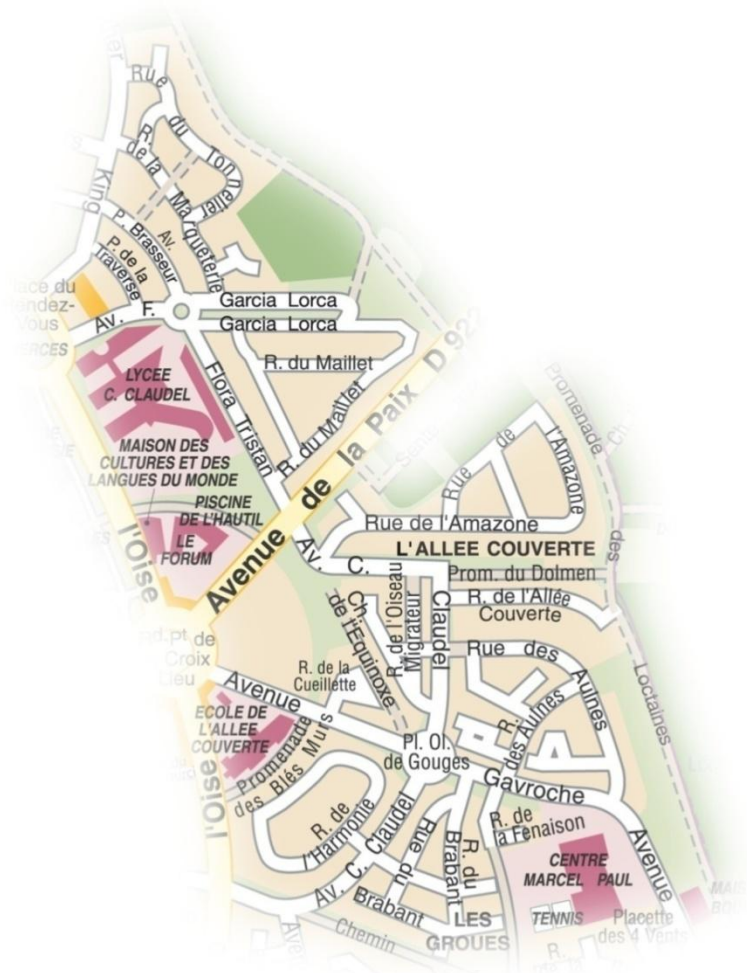 Rue
du
Tonnelier
R.
de la
Marqueterie
King
P. Brasseur
Av.
P. de la
Traverse
Place du
Rendez-
Vous
Av. F.
Garcia Lorca
Garcia Lorca
LYCEE
C. CLAUDEL
Flora Tristan
R. du Maillet
R. du Maillet
Avenue de la Paix D 922
MAISON DES
CULTURES ET DES
LANGUES DU MONDE
PISCINE
DE L'HAUTIL
LE
FORUM
l'Oise
Promenade
des
Loctaines
Rue de
l'Amazone
Rue de l'Amazone
L'ALLEE COUVERTE
Av. C.
Claudel
Prom. du Dolmen
R. de l'Allée
Couverte
R. de l'Oiseau
Migrateur
Ch.
de l'Equinoxe
Rue des
Aulnes
R.
des Aulnes
R. de la
Cueillette
pt de
Croix
Lieu
Avenue
Gavroche
Avenue
ECOLE DE
L'ALLEE
COUVERTE
Promenade
des Blés Murs
Pl. Ol.
de Gouges
l'Oise
R. de
l'Harmonie
Av. C. Claudel
Rue du
Brabant
R. du
Brabant
R. de
la Fenaison
CENTRE
MARCEL PAUL
TENNIS
Placette
des 4 Vents
LES
GROUES
Chemin
Ave
R.